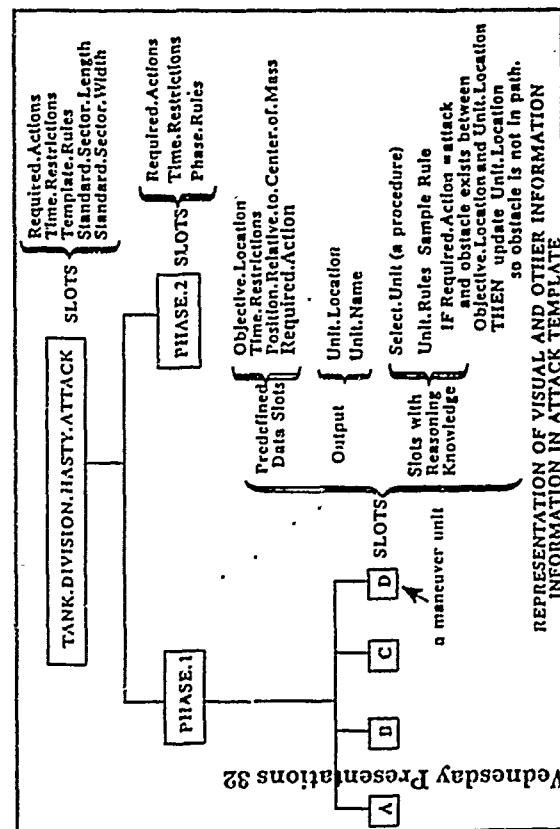 TANK.DIVISION.HASTY.ATTACK
SLOTS
Required.Actions
Time.Restrictions
Template.Rules
Standard.Sector.Length
Standard.Sector.Width
PHASE.1
PHASE.2
SLOTS
Required.Actions
Time.Restrictions
Phase.Rules
A
B
C
D
a maneuver unit
SLOTS
Predefined
Data Slots
Objective.Location
Time.Restrictions
Position.Relative.to.Center.of.Mass
Required.Action
Output
Unit.Location
Unit.Name
Slots with
Reasoning
Knowledge
Select.Unit (a procedure)
Unit.Rules Sample Rule
IF Required.Action =attack
and obstacle exists between
Objective.Location and Unit.Location
THEN update Unit.Location
so obstacle is not in path.
REPRESENTATION OF VISUAL AND OTHER INFORMATION
INFORMATION IN ATTACK TEMPLATE
Wednesday Presentations 32